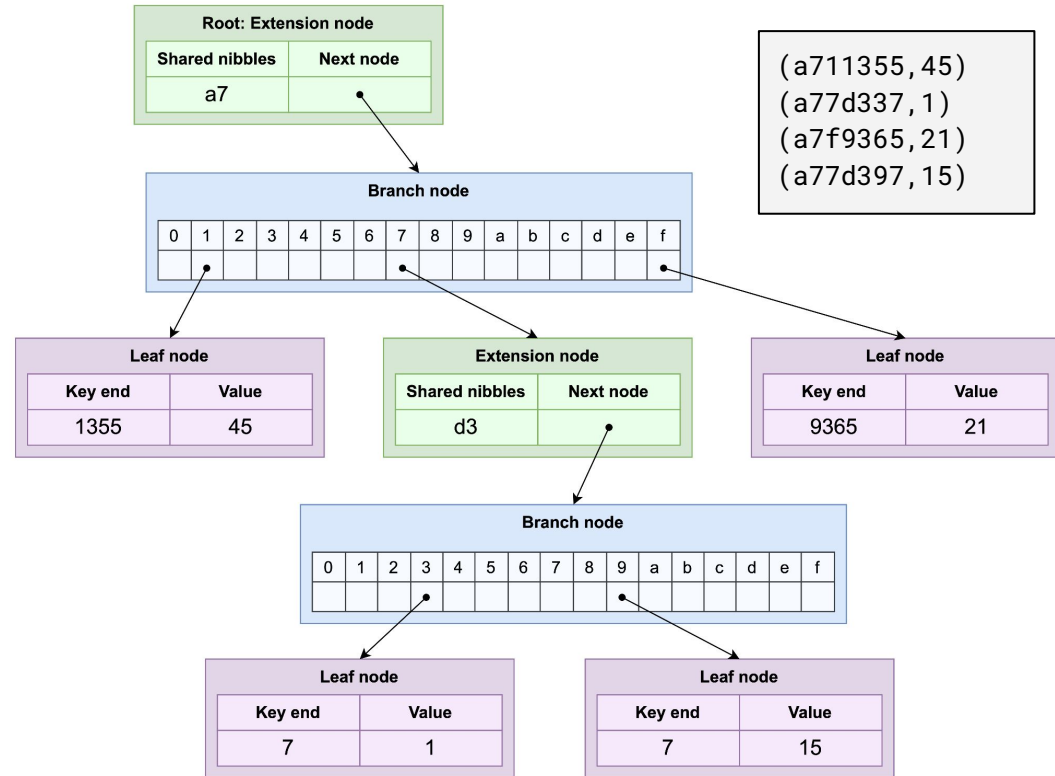 Root: Extension node
Shared nibbles Next node
a7
(a711355,45)
(a77d337,1)
(a7f9365,21)
(a77d397,15)
Branch node
0 1 2 3 4 5 6 7 8 9 a b c d e f
Leaf node
Key end Value
1355 45
Extension node
Shared nibbles Next node
d3
Leaf node
Key end Value
9365 21
Branch node
0 1 2 3 4 5 6 7 8 9 a b c d e f
Leaf node
Key end Value
7 1
Leaf node
Key end Value
7 15